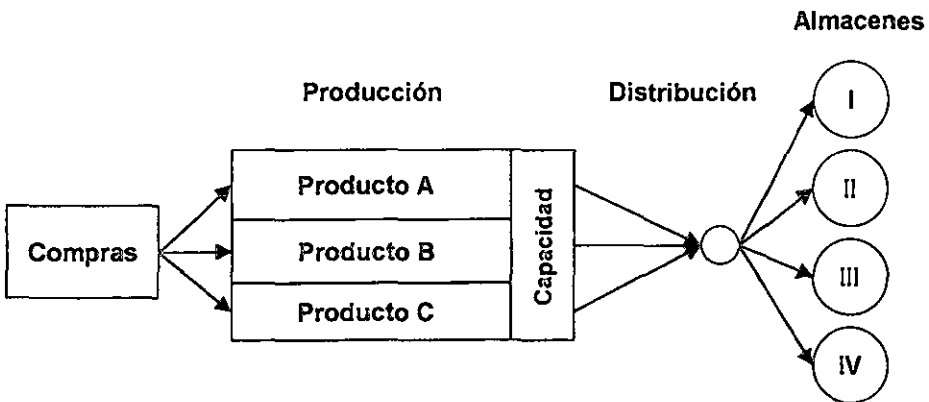 Almacenes
Producción
Distribución
I
Producto A
II
Compras
Producto B
Capacidad
III
Producto C
IV